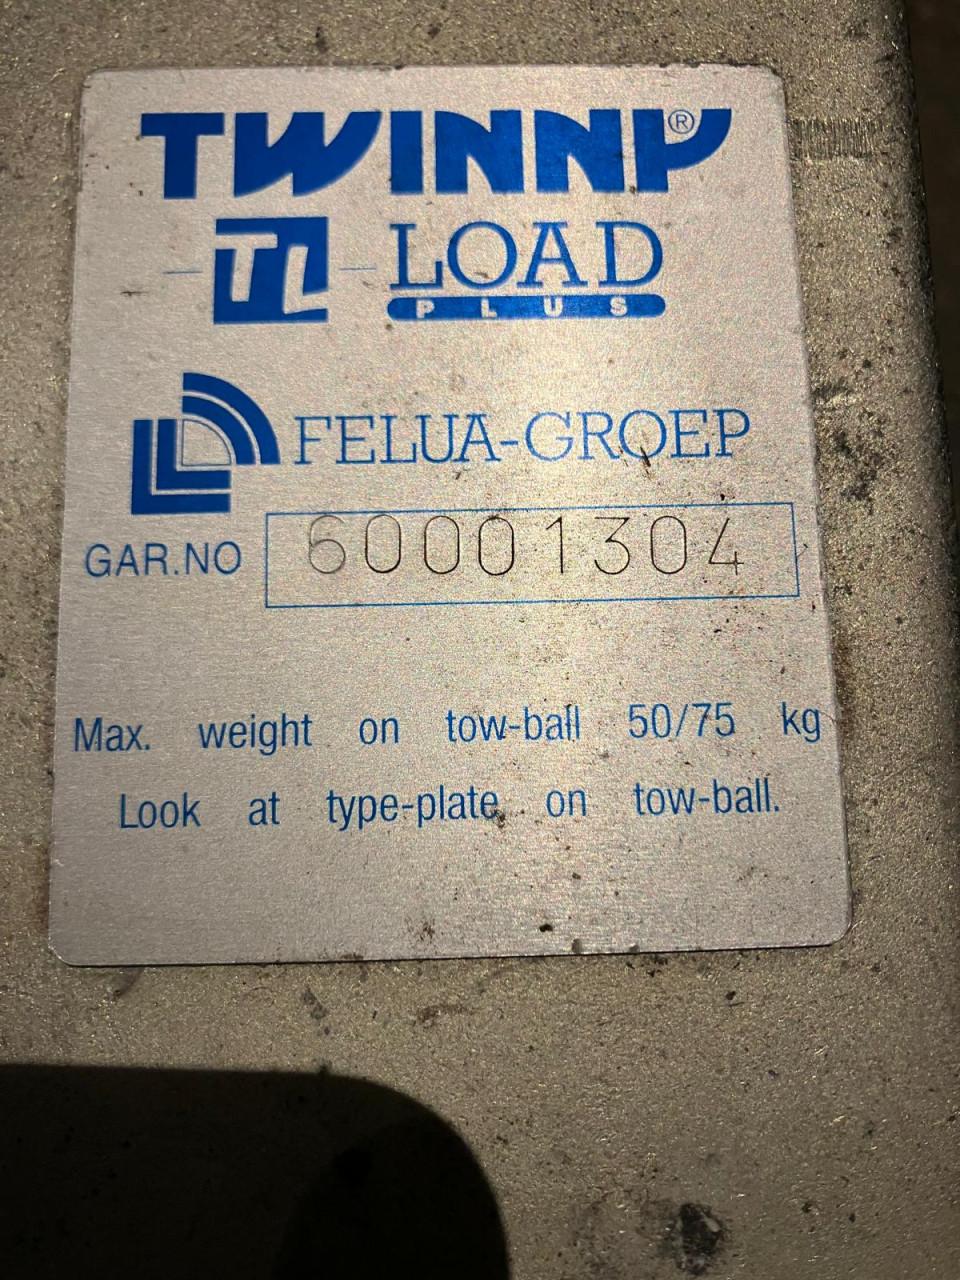 TWINNY®
TL LOAD
PLUS
FELUA-GROEP
GAR.NO 60001304
Max. weight on tow-ball 50/75 kg
Look at type-plate on tow-ball.